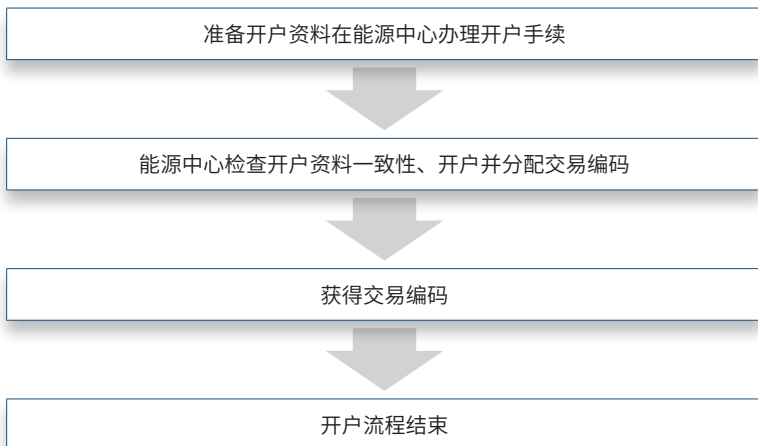 准备开户资料在能源中心办理开户手续
能源中心检查开户资料一致性、开户并分配交易编码
获得交易编码
开户流程结束